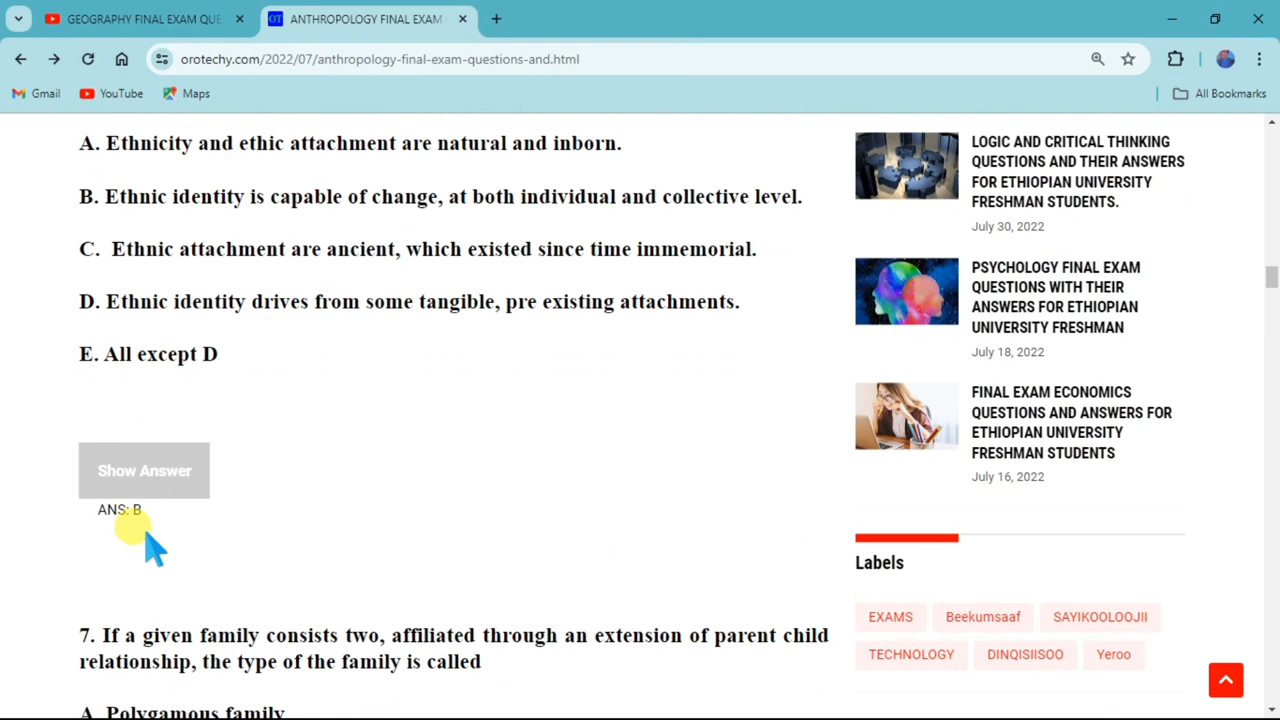 GEOGRAPHY FINAL EXAM QUE
ANTHROPOLOGY FINAL EXAM
orotechy.com/2022/07/anthropology-final-exam-questions-and.html
Gmail
YouTube
Maps
All Bookmarks
A. Ethnicity and ethic attachment are natural and inborn.
B. Ethnic identity is capable of change, at both individual and collective level.
C. Ethnic attachment are ancient, which existed since time immemorial.
D. Ethnic identity drives from some tangible, pre existing attachments.
E. All except D
Show Answer
ANS: B
7. If a given family consists two, affiliated through an extension of parent child
relationship, the type of the family is called
A. Polygamous family
LOGIC AND CRITICAL THINKING
QUESTIONS AND THEIR ANSWERS
FOR ETHIOPIAN UNIVERSITY
FRESHMAN STUDENTS.
July 30, 2022
PSYCHOLOGY FINAL EXAM
QUESTIONS WITH THEIR
ANSWERS FOR ETHIOPIAN
UNIVERSITY FRESHMAN
July 18, 2022
FINAL EXAM ECONOMICS
QUESTIONS AND ANSWERS FOR
ETHIOPIAN UNIVERSITY
FRESHMAN STUDENTS
July 16, 2022
Labels
EXAMS
Beekumsaaf
SAYIKOOLOOJII
TECHNOLOGY
DINQISIISOO
Yeroo